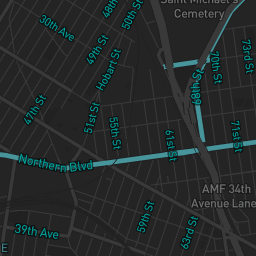 Saint Michael's
Cemetery
50th St
48th St
30th Ave
49th St
Hobart St
73rd St
70th St
69th St
47th St
51st St
55th St
61st St
71st St
Northern Blvd
AMF 34th
Avenue Lane
59th St
63rd St
39th Ave
E